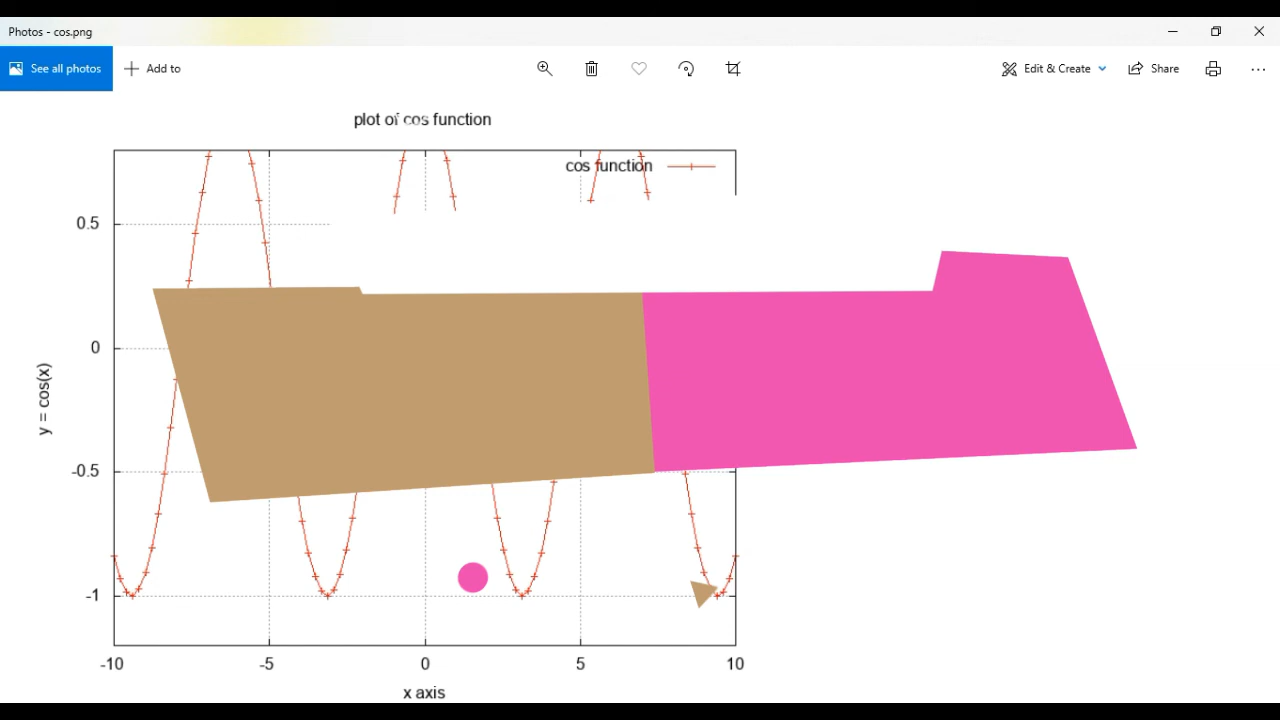 Photos - cos.png
See all photos
Add to
Edit & Create
Share
plot of cos function
cos function
0.5
0
-0.5
-1
y = cos(x)
-10 -5 0 5 10
x axis